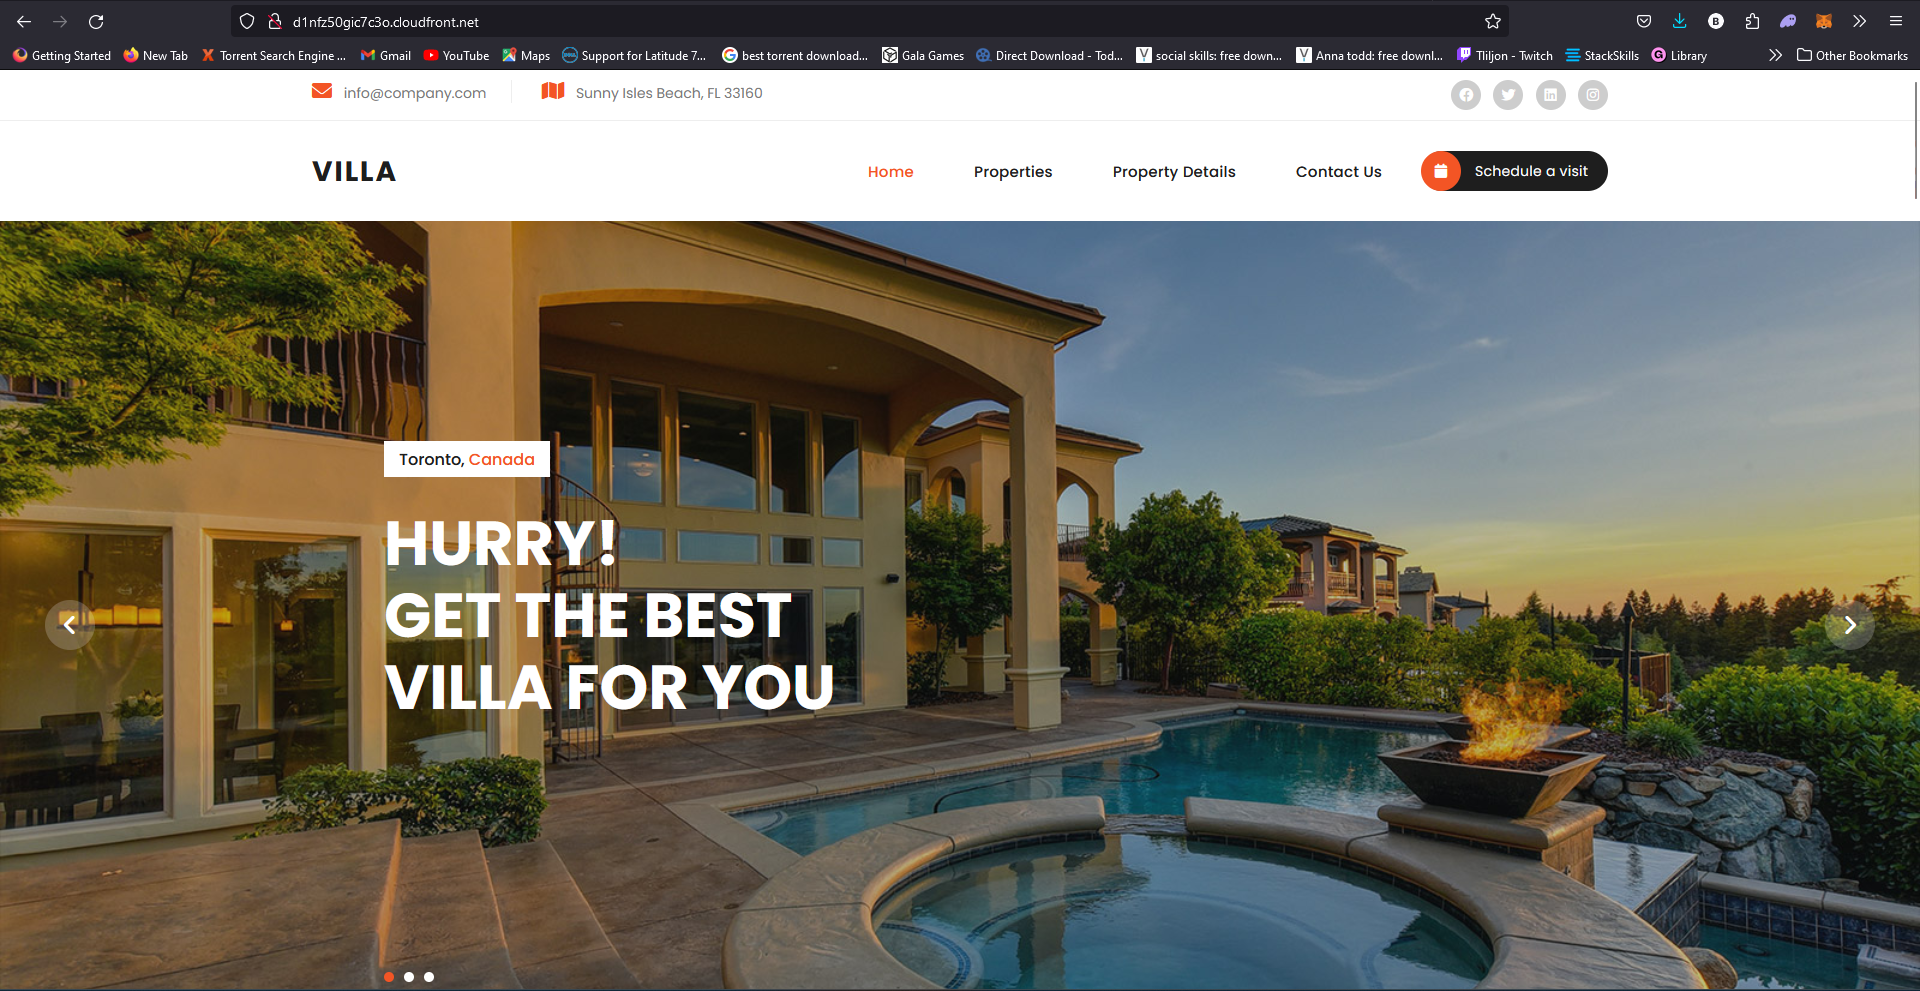 d1nfz50gic7c3o.cloudfront.net
Getting Started New Tab Torrent Search Engine ... Gmail YouTube Maps Support for Latitude 7... best torrent download... Gala Games Direct Download - Tod... social skills: free down... Anna todd: free downl... Tliljon - Twitch StackSkills Library Other Bookmarks
info@company.com Sunny Isles Beach, FL 33160
VILLA Home Properties Property Details Contact Us Schedule a visit
Toronto, Canada
HURRY!
GET THE BEST
VILLA FOR YOU